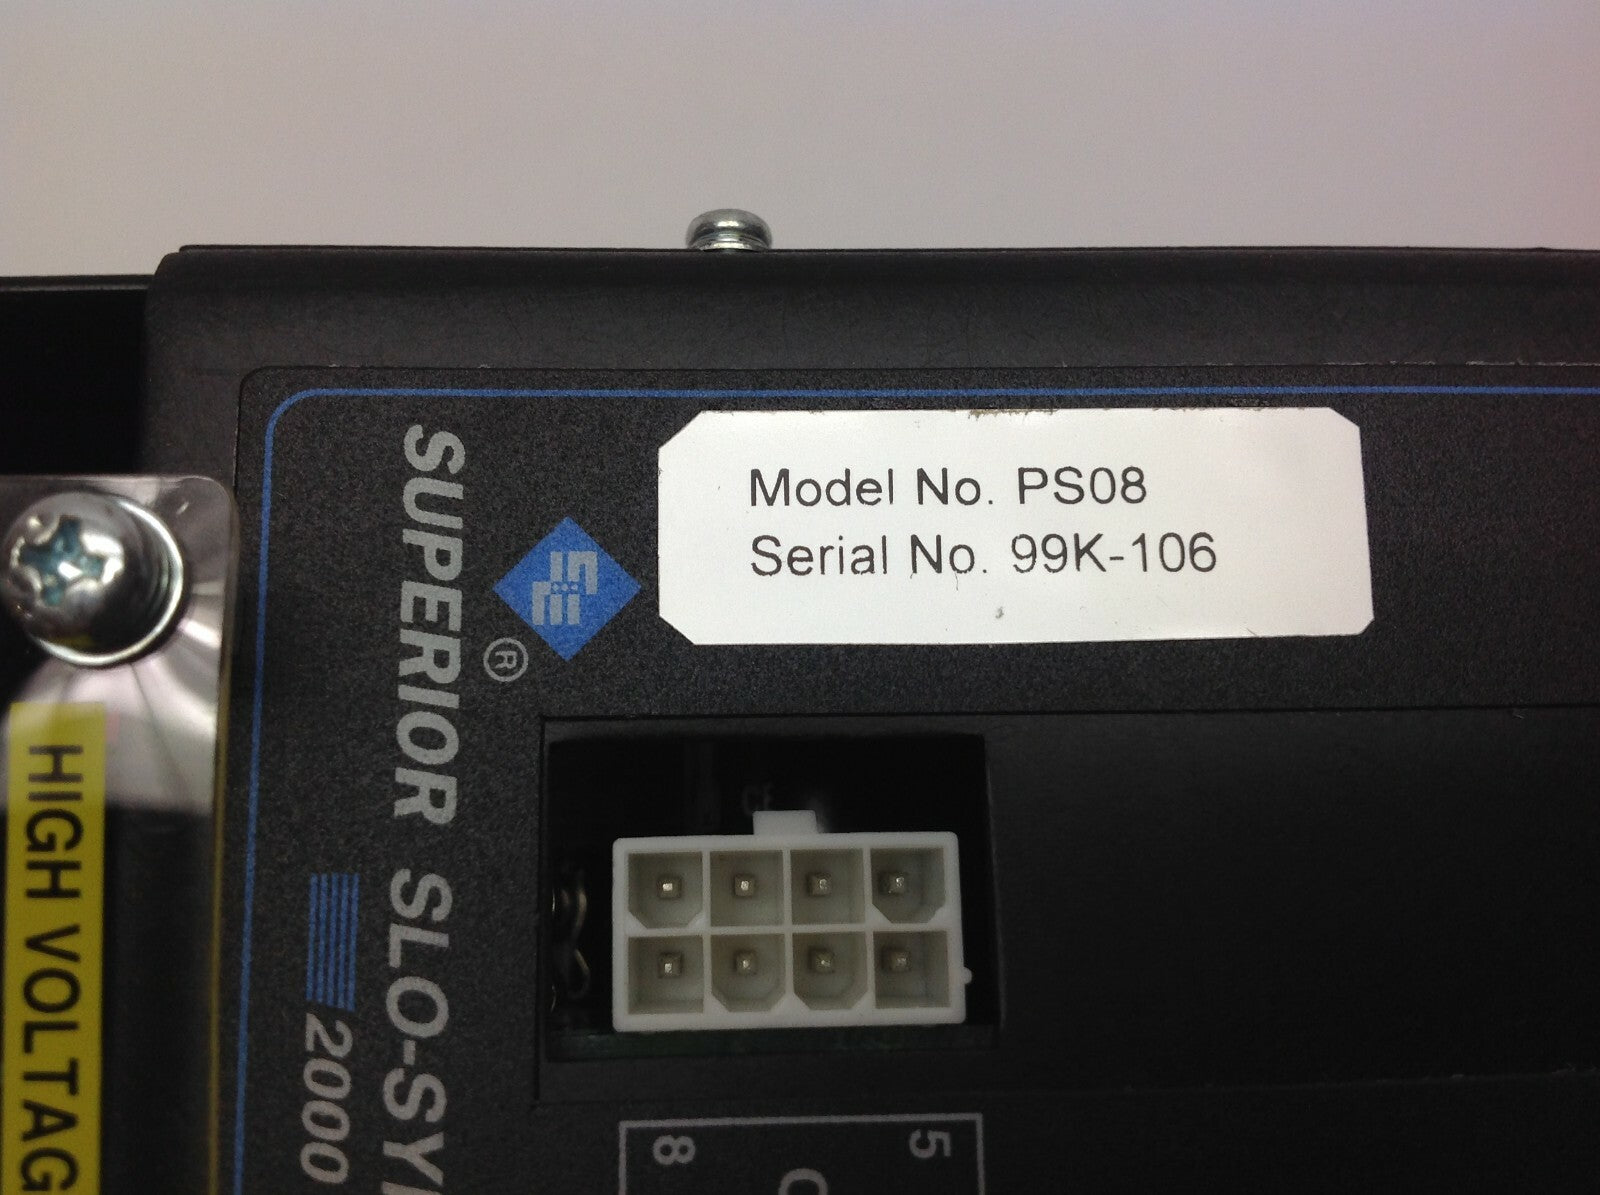 Model No. PS08
Serial No. 99K-106
SUPERIOR SLO-SY
®
2000
HIGH VOLTAG
8 5